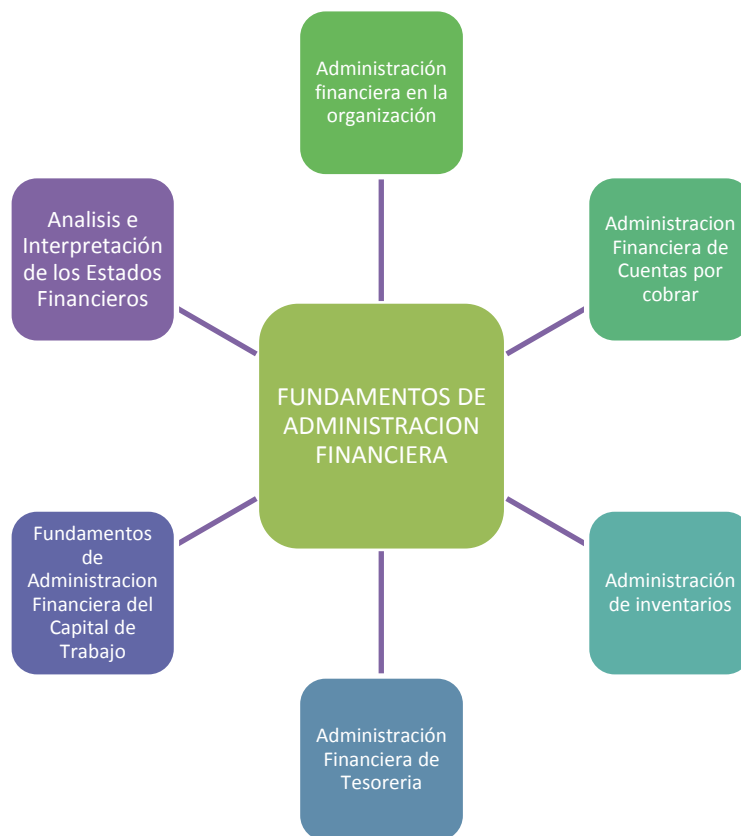 Administración
financiera en la
organización
Administracion
Financiera de
Cuentas por
cobrar
Administración
de inventarios
Administración
Financiera de
Tesoreria
Fundamentos
de
Administracion
Financiera del
Capital de
Trabajo
Analisis e
Interpretación
de los Estados
Financieros
FUNDAMENTOS DE
ADMINISTRACION
FINANCIERA